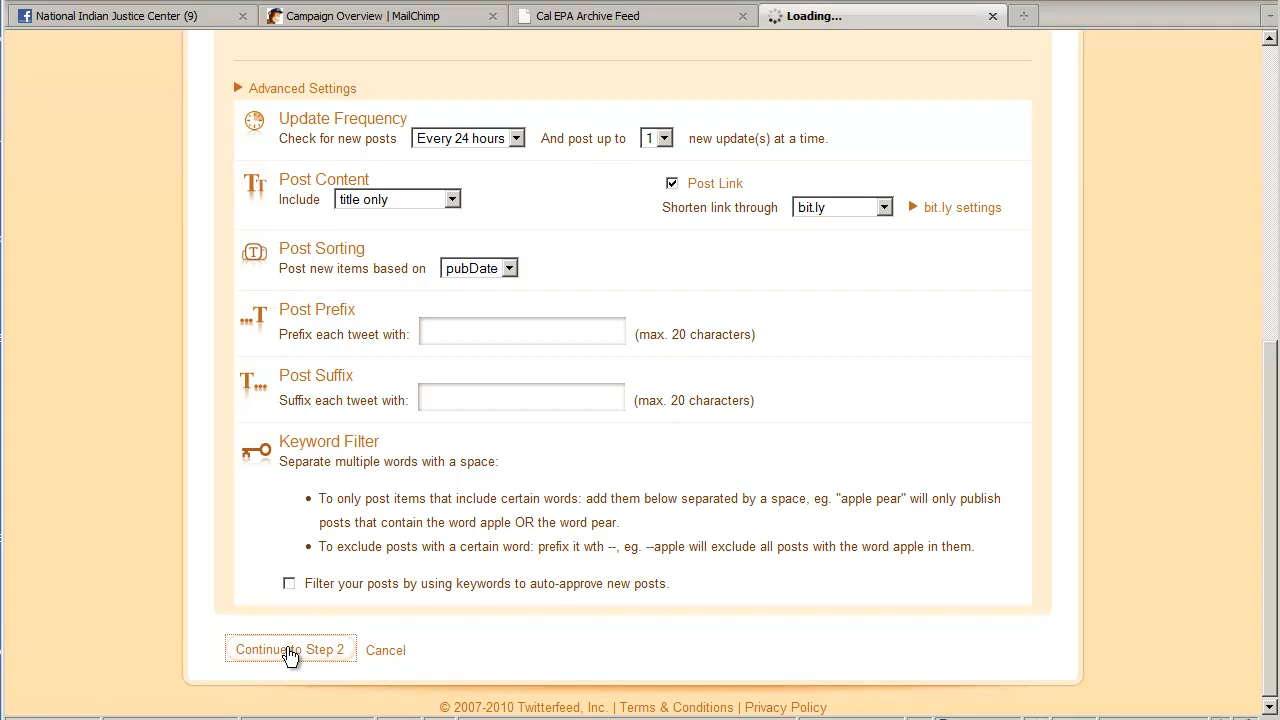 National Indian Justice Center (9)
Campaign Overview | MailChimp
Cal EPA Archive Feed
Loading...
Advanced Settings
Update Frequency
Check for new posts Every 24 hours And post up to 1 new update(s) at a time.
Post Content
Post Link
Include title only
Shorten link through bit.ly bit.ly settings
Post Sorting
Post new items based on pubDate
Post Prefix
Prefix each tweet with: (max. 20 characters)
Post Suffix
Suffix each tweet with: (max. 20 characters)
Keyword Filter
Separate multiple words with a space:
To only post items that include certain words: add them below separated by a space, eg. "apple pear" will only publish
posts that contain the word apple OR the word pear.
To exclude posts with a certain word: prefix it wth --, eg. --apple will exclude all posts with the word apple in them.
Filter your posts by using keywords to auto-approve new posts.
Continue to Step 2 Cancel
© 2007-2010 Twitterfeed, Inc. | Terms & Conditions | Privacy Policy